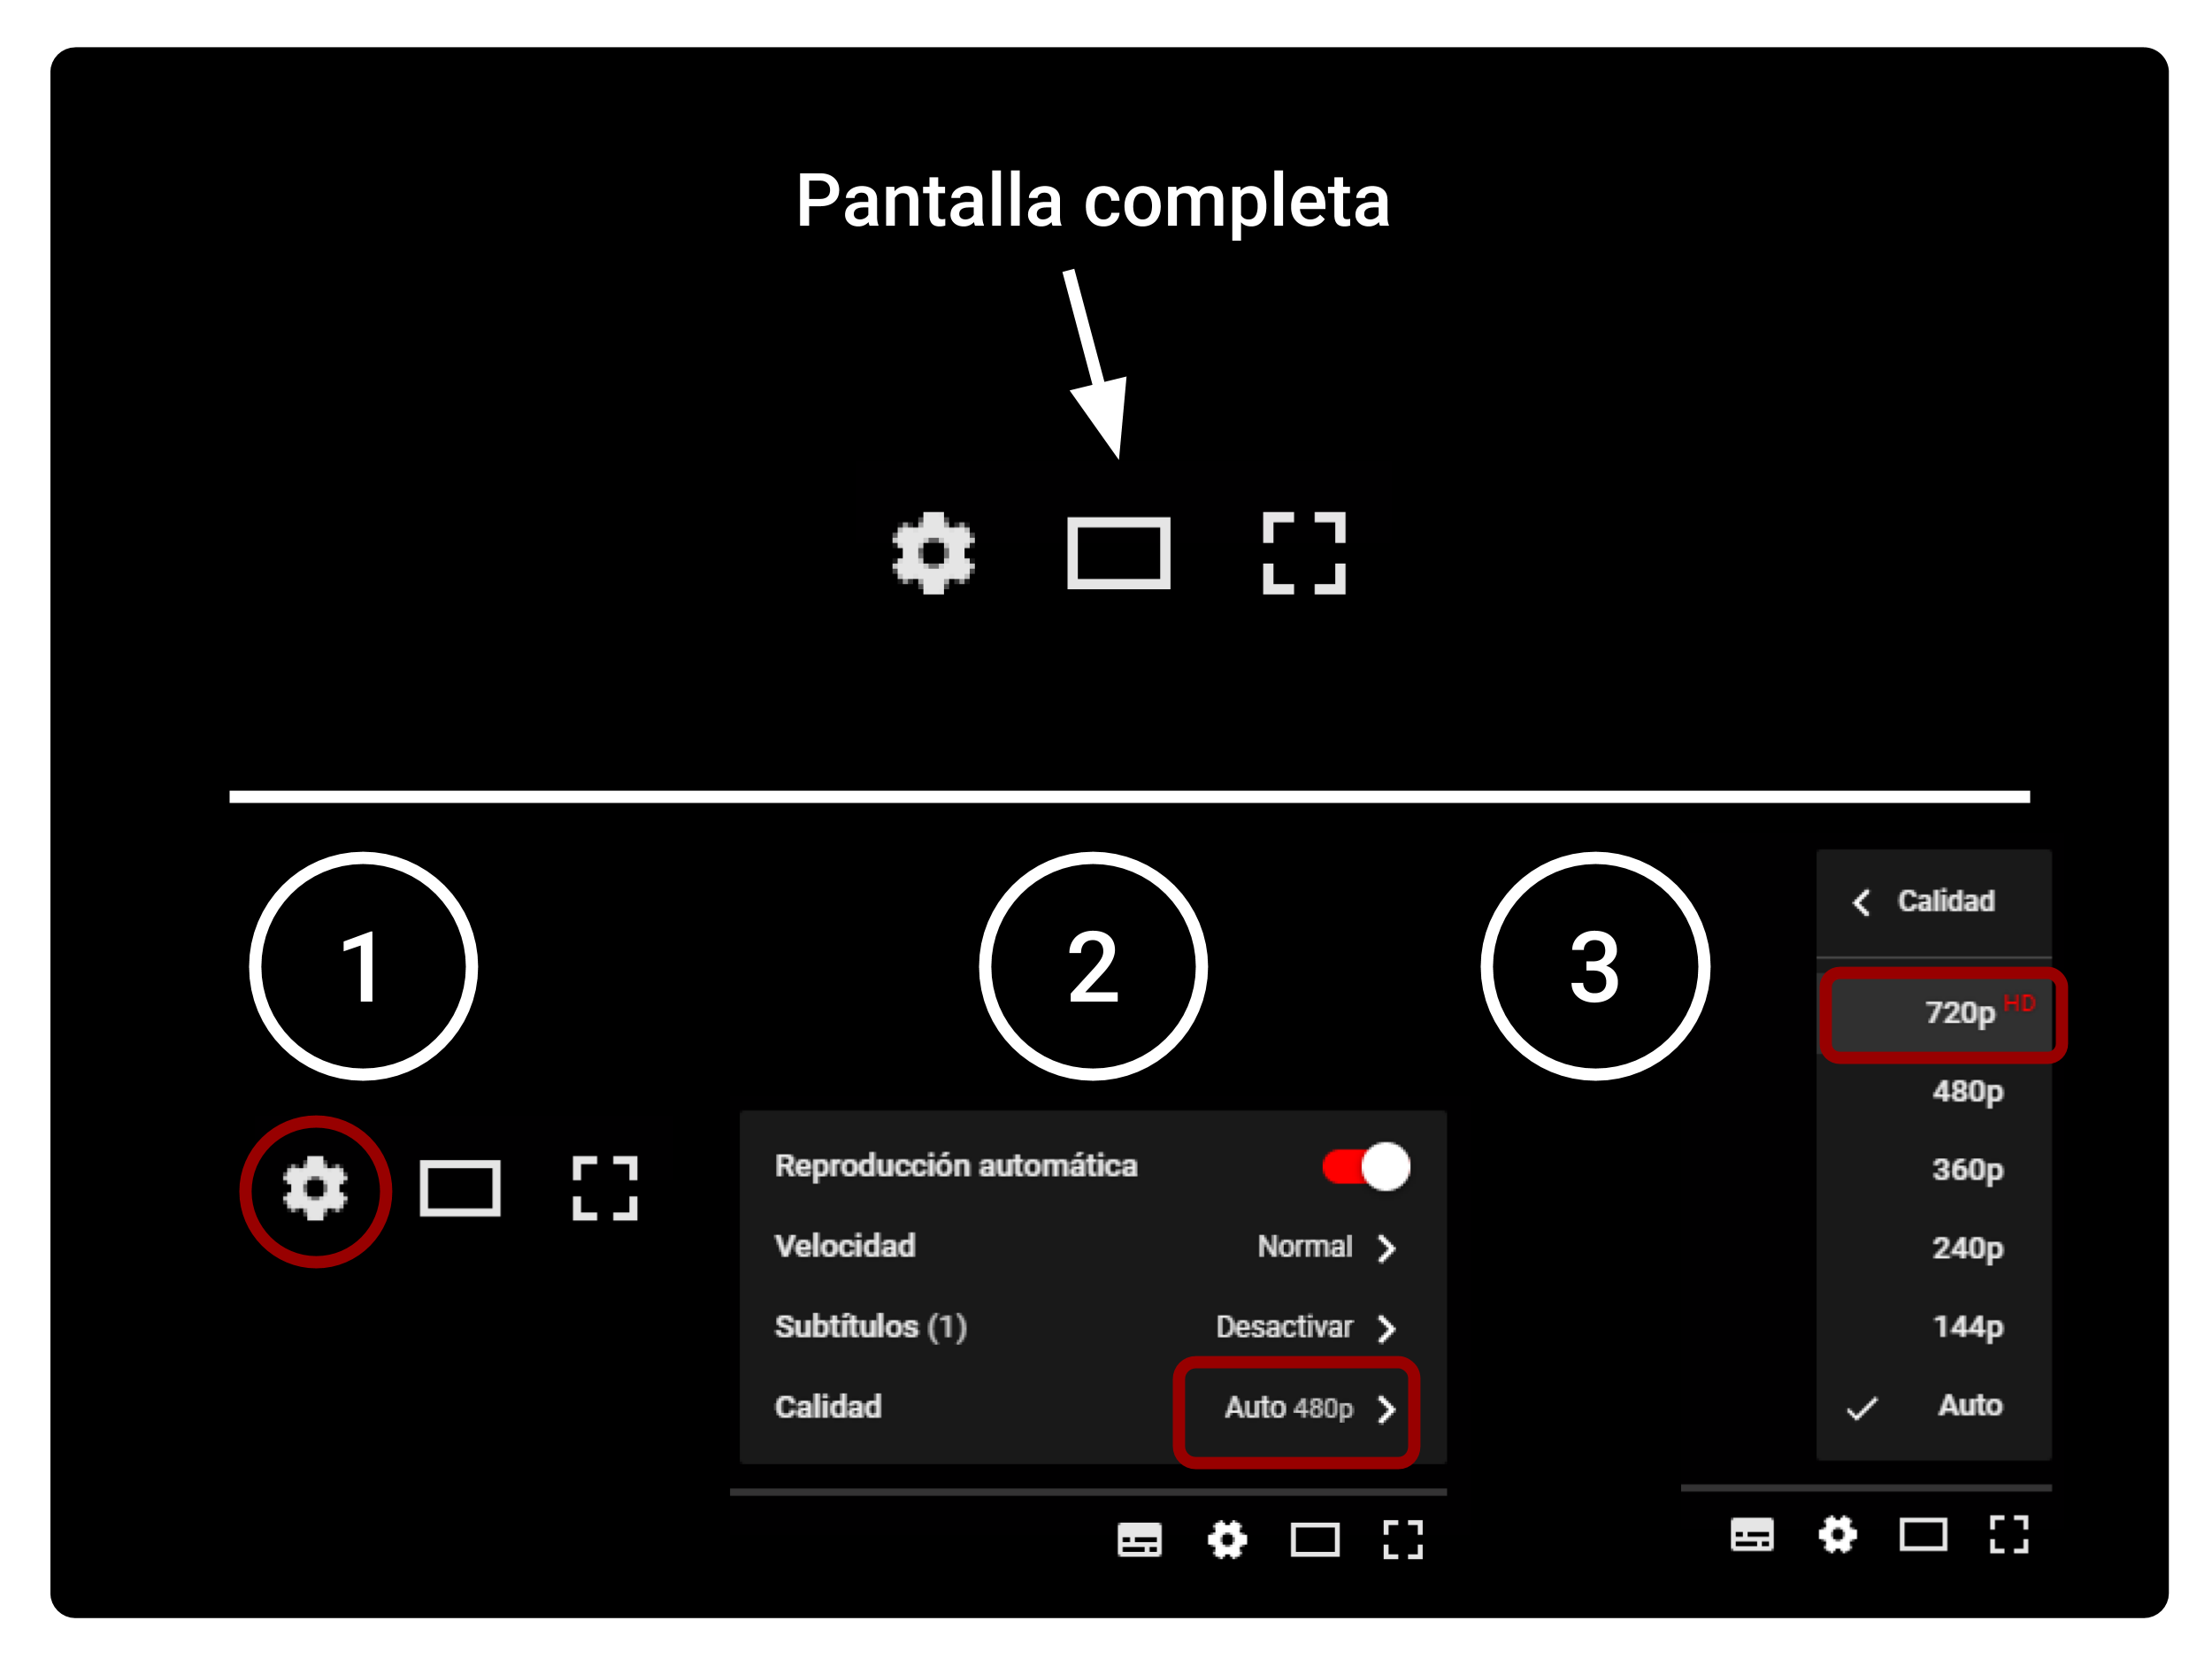 Pantalla completa
1
2
3
Reproducción automática
Velocidad Normal
Subtítulos (1) Desactivar
Calidad Auto 480p
Calidad
720p HD
480p
360p
240p
144p
Auto